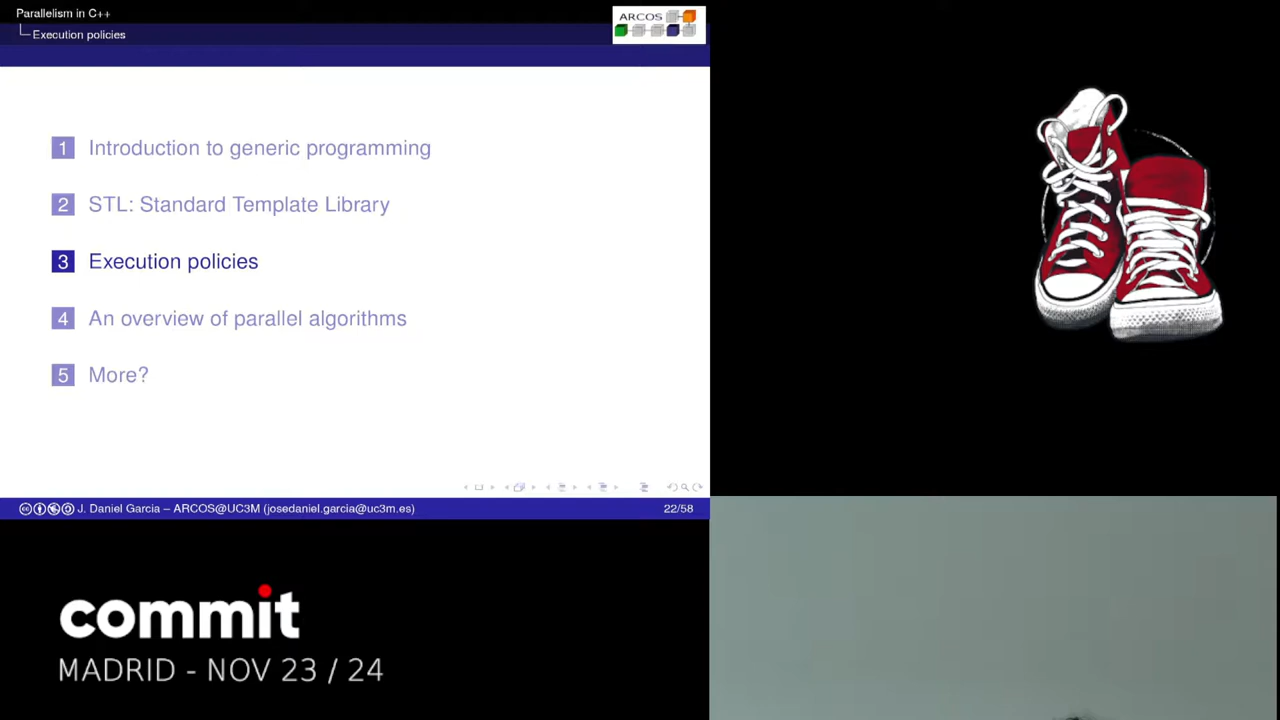 Parallelism in C++
Execution policies
ARCOS
1 Introduction to generic programming
2 STL: Standard Template Library
3 Execution policies
4 An overview of parallel algorithms
5 More?
J. Daniel Garcia – ARCOS@UC3M (josedaniel.garcia@uc3m.es) 22/58
commit
MADRID - NOV 23 / 24